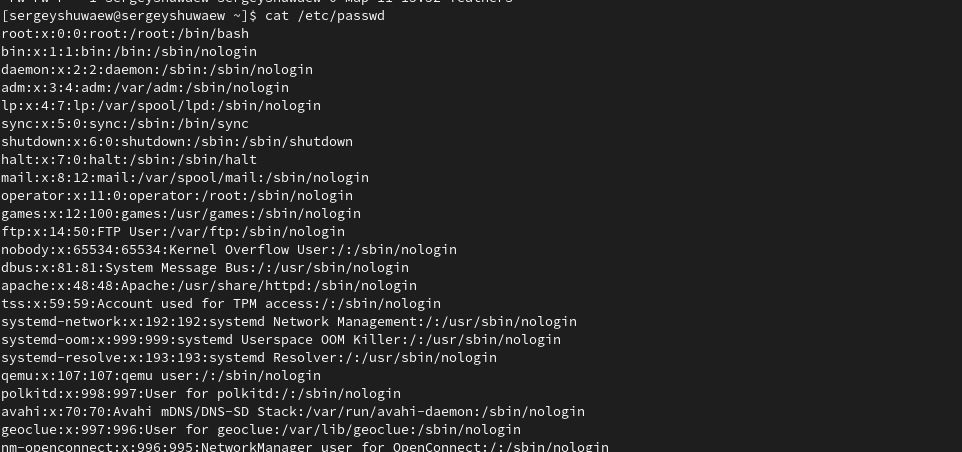 [sergeyshuwaew@sergeyshuwaew ~]$ cat /etc/passwd
root:x:0:0:root:/root:/bin/bash
bin:x:1:1:bin:/bin:/sbin/nologin
daemon:x:2:2:daemon:/sbin:/sbin/nologin
adm:x:3:4:adm:/var/adm:/sbin/nologin
lp:x:4:7:lp:/var/spool/lpd:/sbin/nologin
sync:x:5:0:sync:/sbin:/bin/sync
shutdown:x:6:0:shutdown:/sbin:/sbin/shutdown
halt:x:7:0:halt:/sbin:/sbin/halt
mail:x:8:12:mail:/var/spool/mail:/sbin/nologin
operator:x:11:0:operator:/root:/sbin/nologin
games:x:12:100:games:/usr/games:/sbin/nologin
ftp:x:14:50:FTP User:/var/ftp:/sbin/nologin
nobody:x:65534:65534:Kernel Overflow User:/:/sbin/nologin
dbus:x:81:81:System Message Bus:/:/usr/sbin/nologin
apache:x:48:48:Apache:/usr/share/httpd:/sbin/nologin
tss:x:59:59:Account used for TPM access:/:/sbin/nologin
systemd-network:x:192:192:systemd Network Management:/:/usr/sbin/nologin
systemd-oom:x:999:999:systemd Userspace OOM Killer:/:/usr/sbin/nologin
systemd-resolve:x:193:193:systemd Resolver:/:/usr/sbin/nologin
qemu:x:107:107:qemu user:/:/sbin/nologin
polkitd:x:998:997:User for polkitd:/:/sbin/nologin
avahi:x:70:70:Avahi mDNS/DNS-SD Stack:/var/run/avahi-daemon:/sbin/nologin
geoclue:x:997:996:User for geoclue:/var/lib/geoclue:/sbin/nologin
nm-openconnect:x:996:995:NetworkManager user for OpenConnect:/:/sbin/nologin